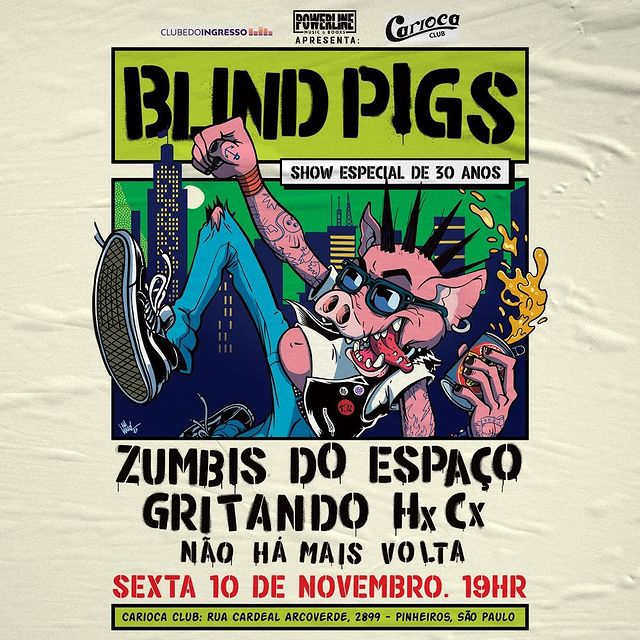 CLUBEDOINGRESSO
POWERLINE
MUSIC & BOOKS
Carioca
CLUB
APRESENTA:
BLIND PIGS
SHOW ESPECIAL DE 30 ANOS
ZUMBIS DO ESPAÇO
GRITANDO HxCx
NÃO HÁ MAIS VOLTA
SEXTA 10 DE NOVEMBRO. 19HR
CARIOCA CLUB: RUA CARDEAL ARCOVERDE, 2899 - PINHEIROS, SÃO PAULO